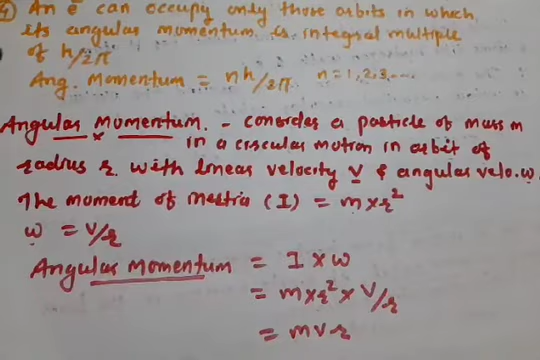 4) An e̅ can occupy only those orbits in which
its angular momentum is integral multiple
of h/2π
Ang. Momentum = nh/2π n = 1,2,3,...
Angular Momentum. - consider a particle of mass m
in a circular motion in orbit of
radius r. with linear velocity V & angular velo. ω.
The moment of inertia (I) = m×r²
ω = V/r
Angular Momentum = I × ω
= m×r² × V/r
= mvr